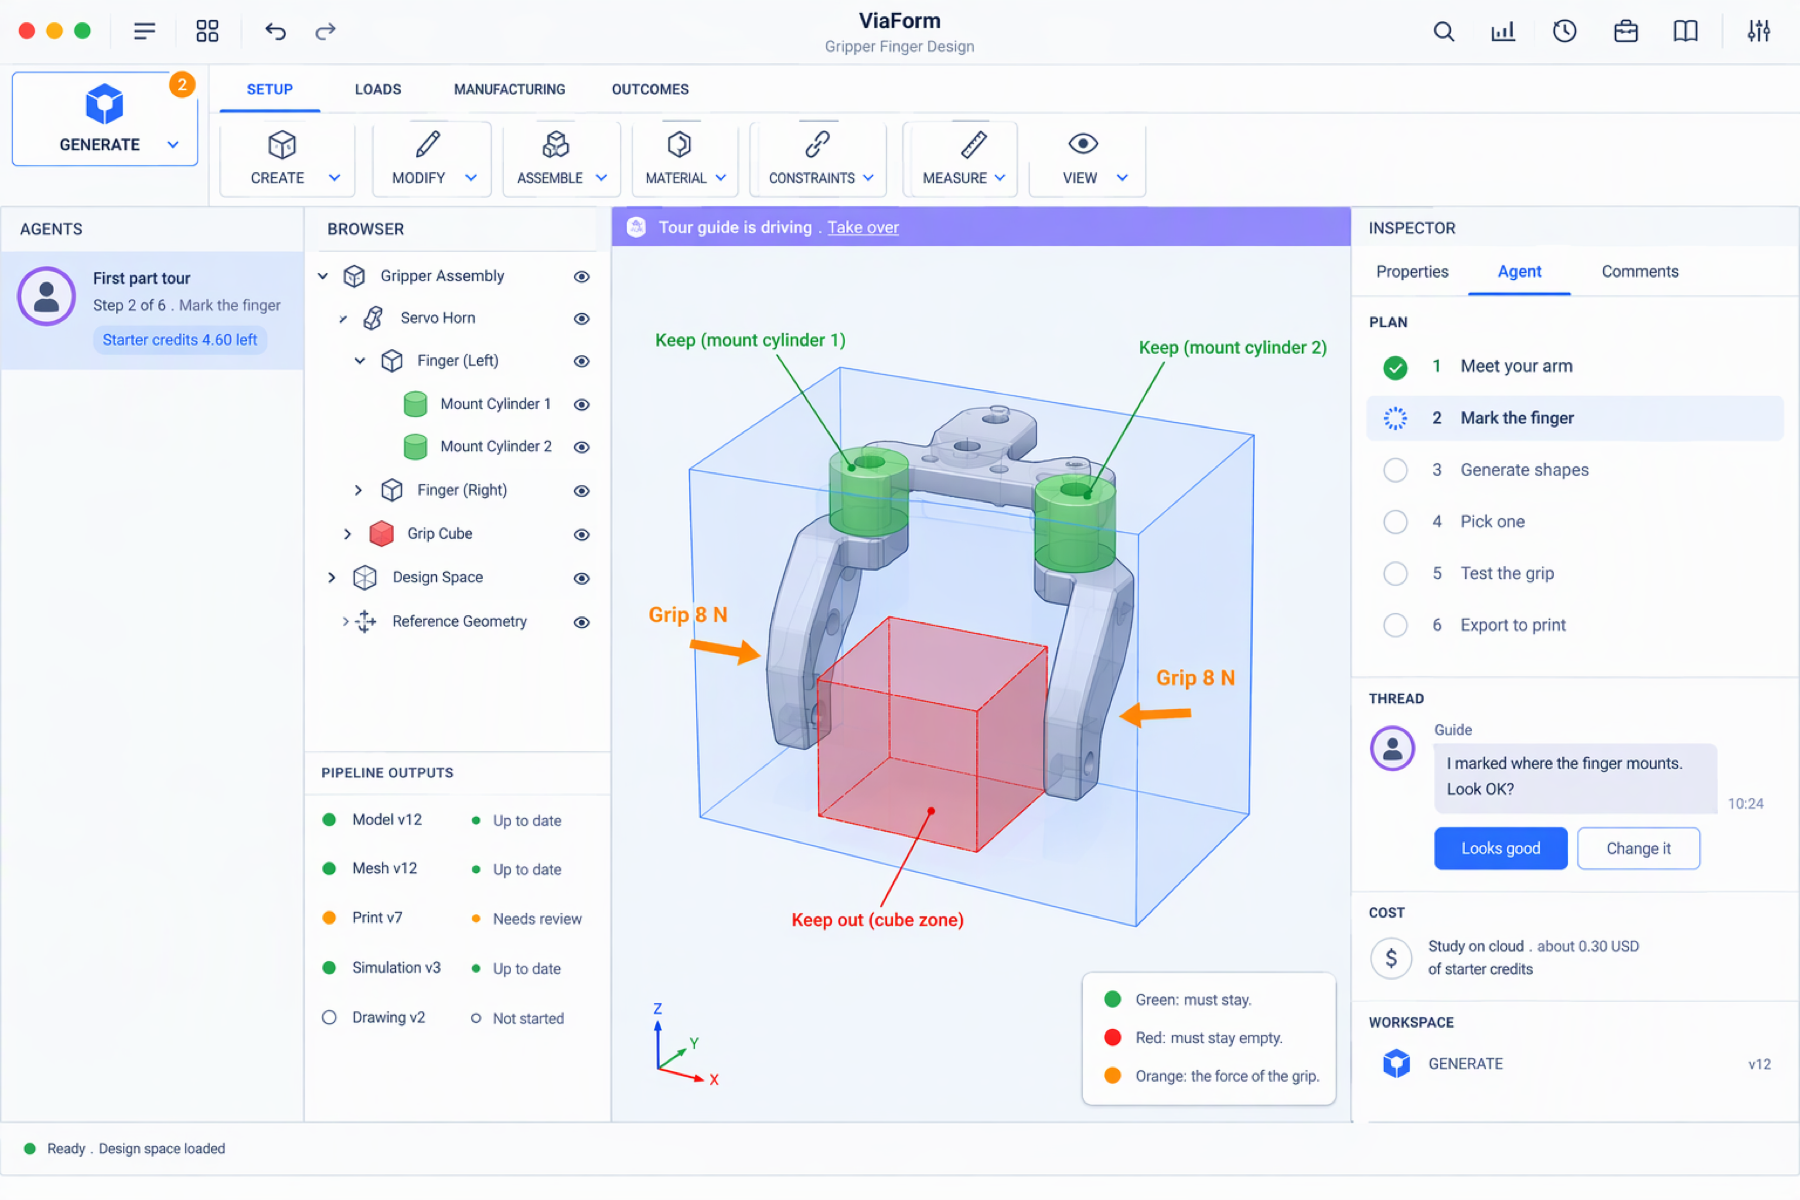 ViaForm
Gripper Finger Design
GENERATE
2
SETUP
LOADS
MANUFACTURING
OUTCOMES
CREATE
MODIFY
ASSEMBLE
MATERIAL
CONSTRAINTS
MEASURE
VIEW
AGENTS
First part tour
Step 2 of 6 . Mark the finger
Starter credits 4.60 left
BROWSER
Gripper Assembly
Servo Horn
Finger (Left)
Mount Cylinder 1
Mount Cylinder 2
Finger (Right)
Grip Cube
Design Space
Reference Geometry
PIPELINE OUTPUTS
Model v12 Up to date
Mesh v12 Up to date
Print v7 Needs review
Simulation v3 Up to date
Drawing v2 Not started
Tour guide is driving . Take over
Keep (mount cylinder 1)
Keep (mount cylinder 2)
Grip 8 N
Grip 8 N
Keep out (cube zone)
Z
Y
X
Green: must stay.
Red: must stay empty.
Orange: the force of the grip.
INSPECTOR
Properties
Agent
Comments
PLAN
1 Meet your arm
2 Mark the finger
3 Generate shapes
4 Pick one
5 Test the grip
6 Export to print
THREAD
Guide
I marked where the finger mounts.
Look OK?
10:24
Looks good
Change it
COST
$
Study on cloud . about 0.30 USD
of starter credits
WORKSPACE
GENERATE v12
Ready . Design space loaded